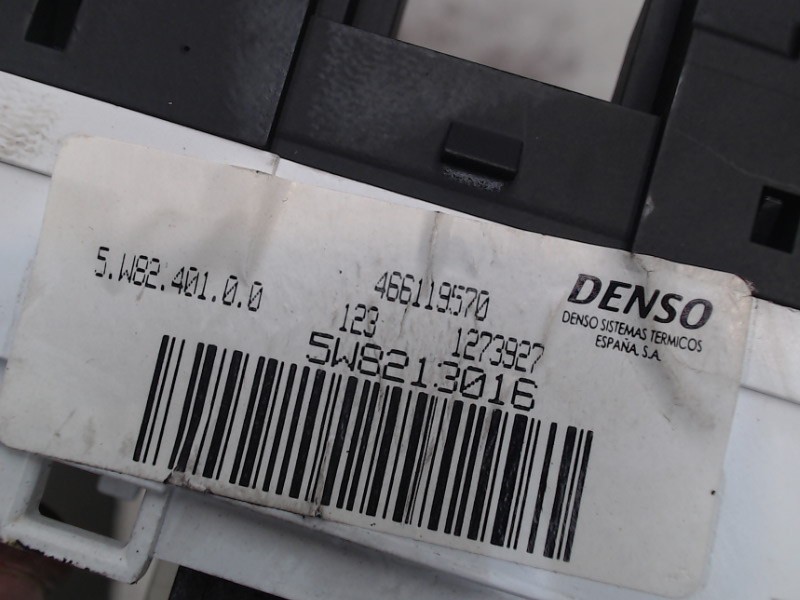 5.W82.401.0.0
466119570
123 1273927
5W8213016
DENSO
DENSO SISTEMAS TERMICOS
ESPAÑA, S.A.